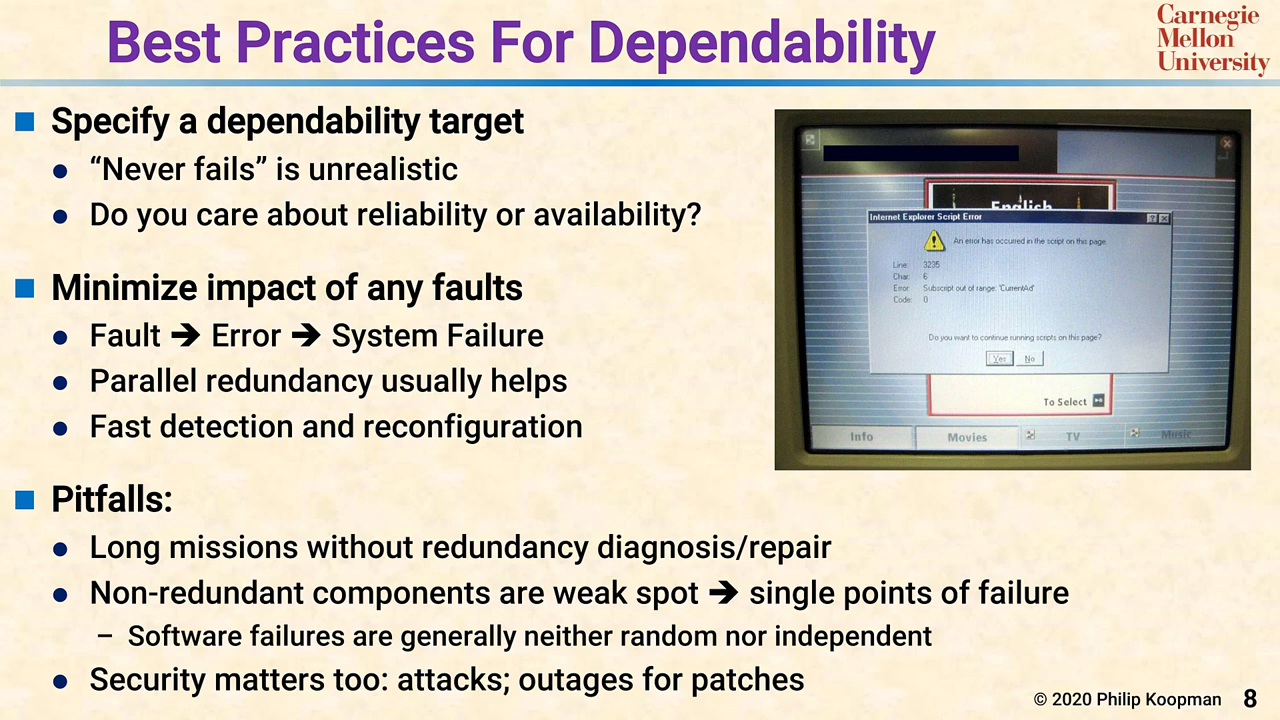 Best Practices For Dependability
Carnegie
Mellon
University
Specify a dependability target
“Never fails” is unrealistic
Do you care about reliability or availability?
Minimize impact of any faults
Fault ➔ Error ➔ System Failure
Parallel redundancy usually helps
Fast detection and reconfiguration
Pitfalls:
Long missions without redundancy diagnosis/repair
Non-redundant components are weak spot ➔ single points of failure
– Software failures are generally neither random nor independent
Security matters too: attacks; outages for patches
English
Internet Explorer Script Error
An error has occurred in the script on this page.
Line: 3235
Char: 6
Error: Subscript out of range: 'CurrentAd'
Code: 0
Do you want to continue running scripts on this page?
Yes No
To Select
Info Movies TV Music
© 2020 Philip Koopman 8